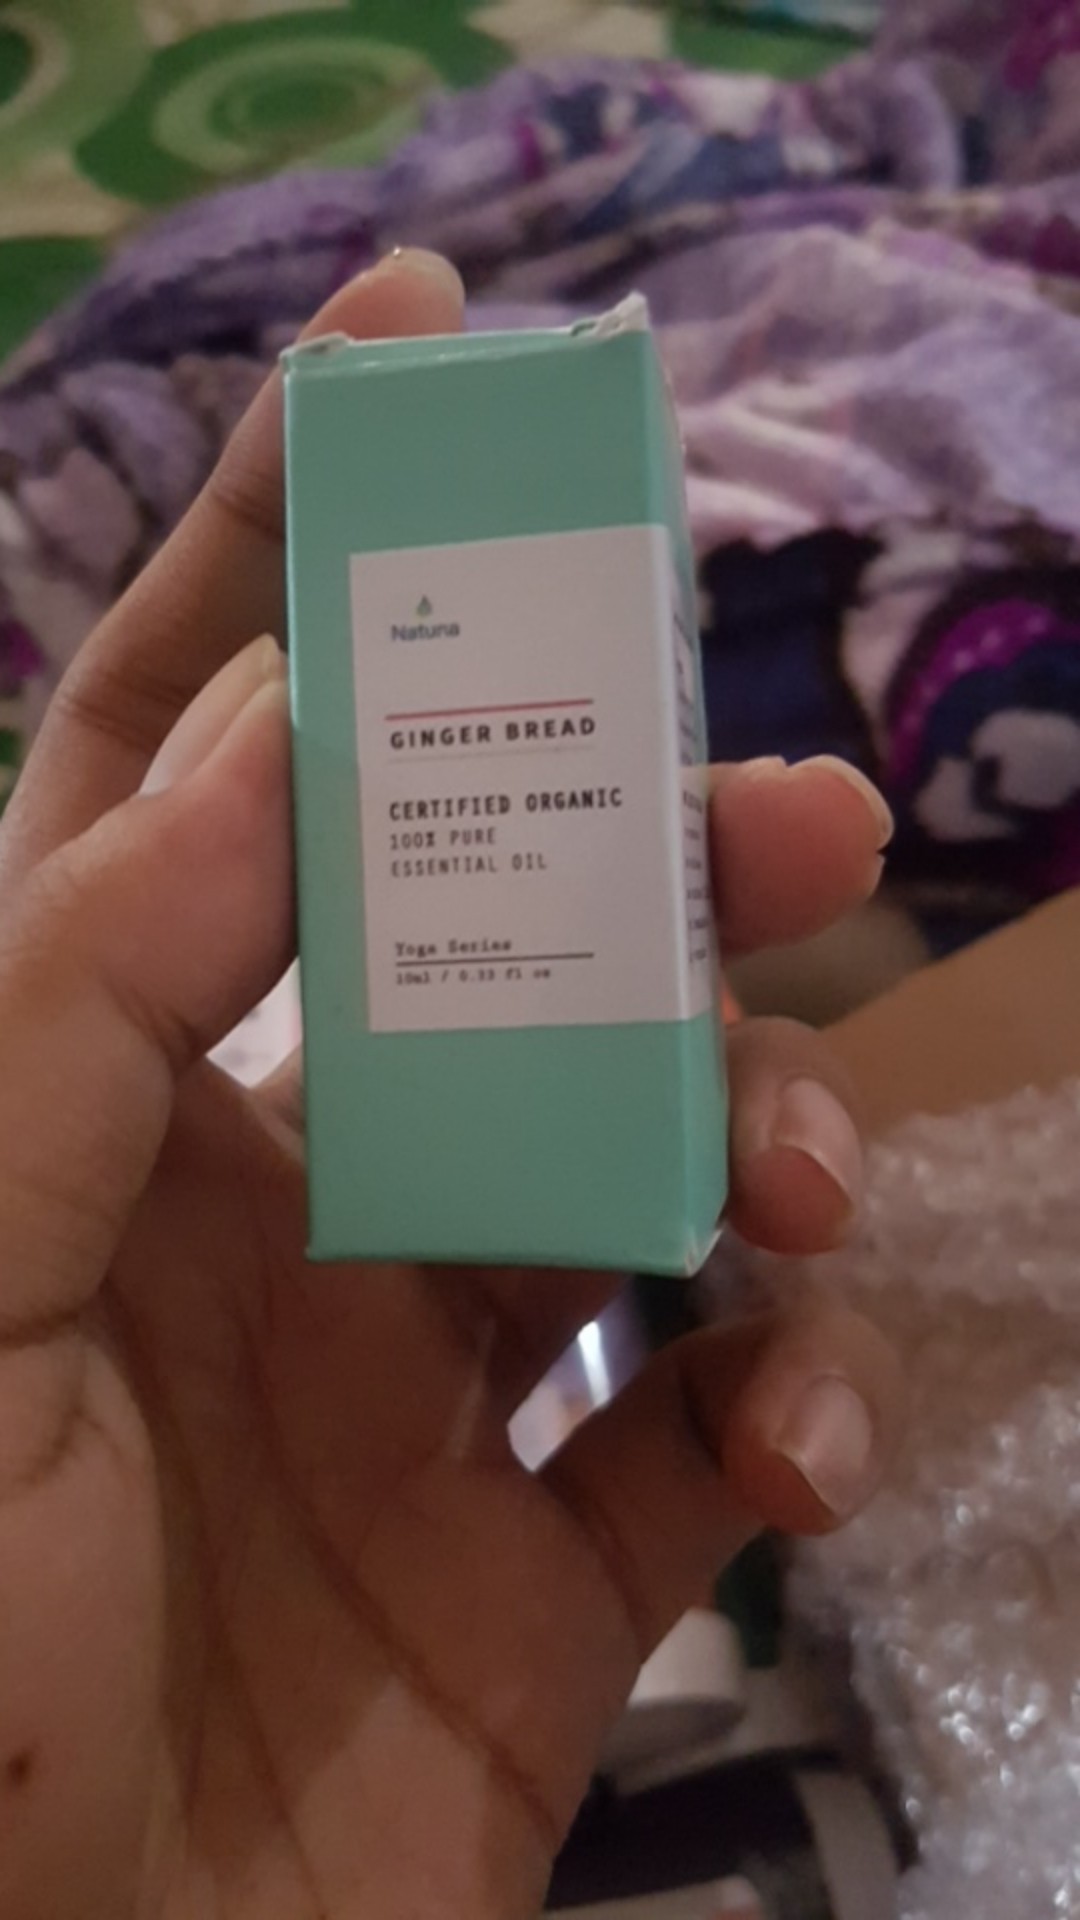 Natuna
GINGER BREAD
CERTIFIED ORGANIC
100% PURE
ESSENTIAL OIL
Yoga Series
10ml / 0.33 fl oz